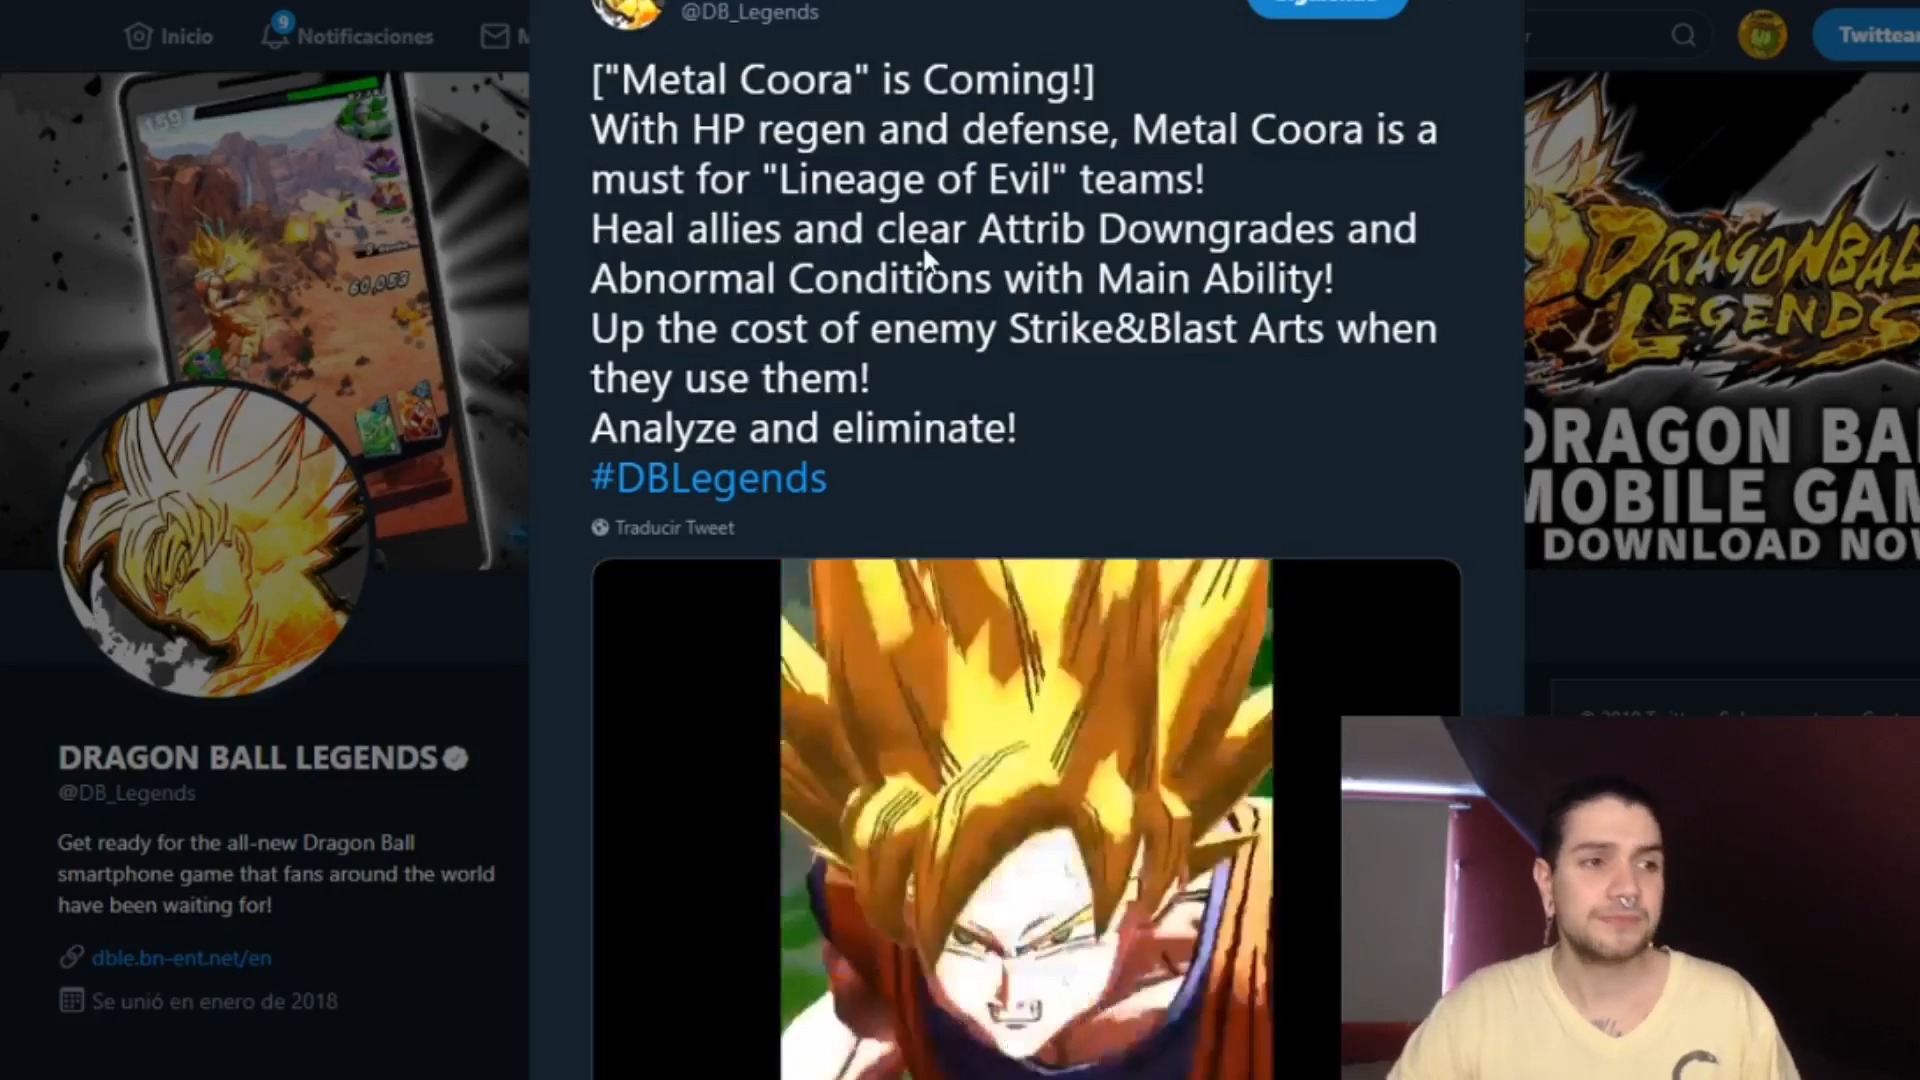 Inicio
9
Notificaciones
M
@DB_Legends
Twittear
["Metal Coora" is Coming!]
With HP regen and defense, Metal Coora is a
must for "Lineage of Evil" teams!
Heal allies and clear Attrib Downgrades and
Abnormal Conditions with Main Ability!
Up the cost of enemy Strike&Blast Arts when
they use them!
Analyze and eliminate!
#DBLegends
Traducir Tweet
159
60,053
DRAGON BALL LEGENDS
@DB_Legends
Get ready for the all-new Dragon Ball
smartphone game that fans around the world
have been waiting for!
dble.bn-ent.net/en
Se unió en enero de 2018
DRAGONBAL
LEGENDS
DRAGON BA
MOBILE GAM
DOWNLOAD NOW